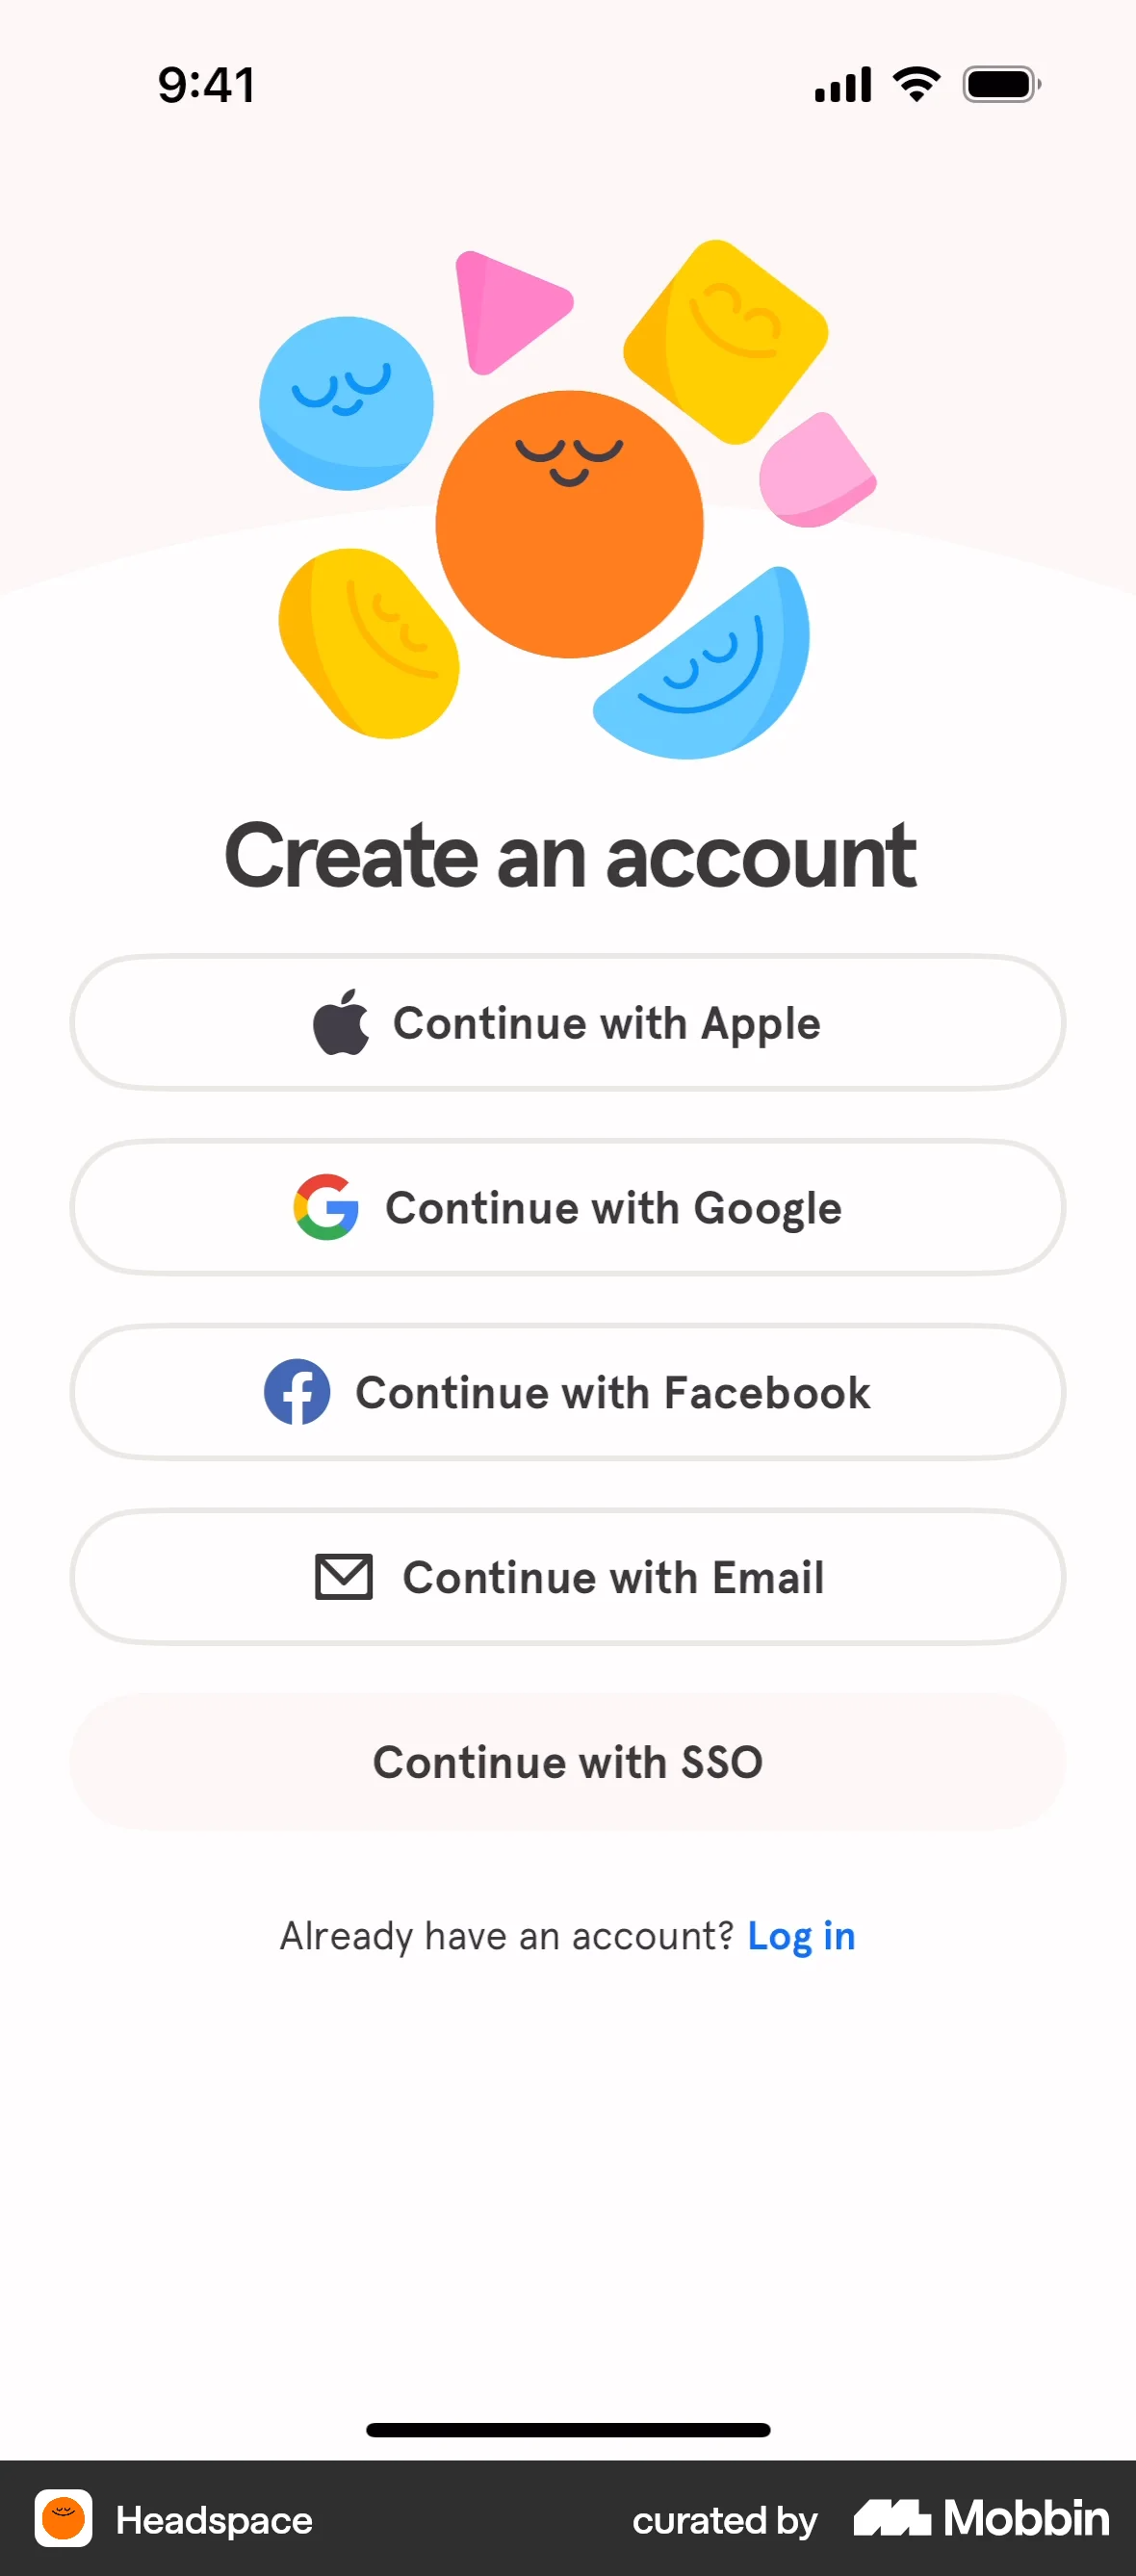 9:41
Create an account
Continue with Apple
Continue with Google
Continue with Facebook
Continue with Email
Continue with SSO
Already have an account? Log in
Headspace curated by Mobbin